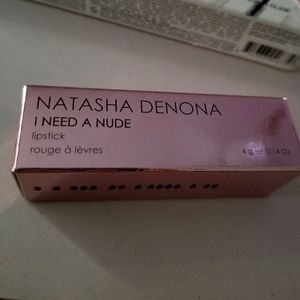 NATASHA DENONA
I NEED A NUDE
lipstick
rouge à lèvres
4 g ℮ 0.14 Oz